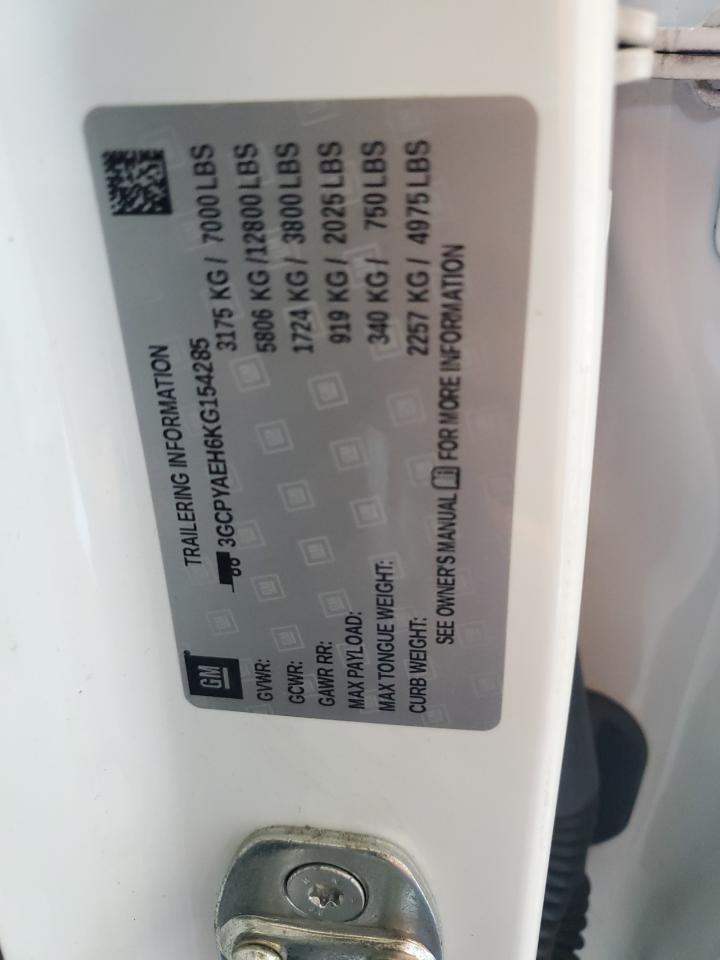 GM
TRAILERING INFORMATION
3GCPYAEH6KG154285
GVWR: 3175 KG / 7000 LBS
GCWR: 5806 KG /12800 LBS
GAWR RR: 1724 KG / 3800 LBS
MAX PAYLOAD: 919 KG / 2025 LBS
MAX TONGUE WEIGHT: 340 KG / 750 LBS
CURB WEIGHT: 2257 KG / 4975 LBS
SEE OWNER'S MANUAL FOR MORE INFORMATION